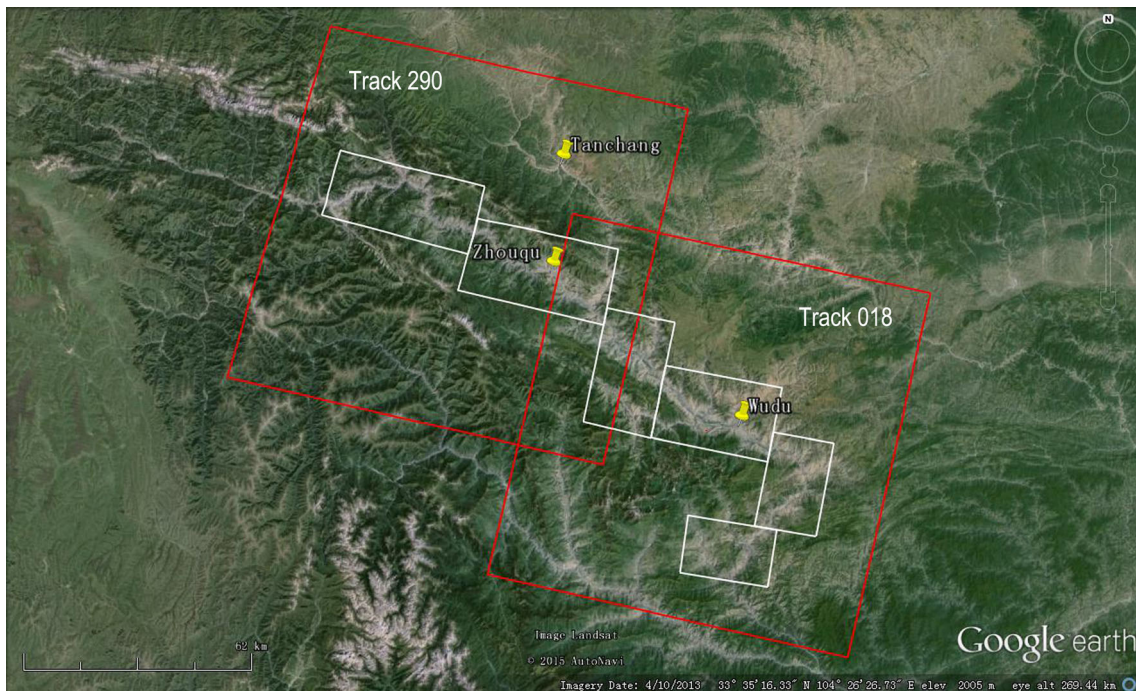 N
Track 290
Tanchang
Zhouqu
Track 018
Wudu
62 km
Image Landsat
© 2015 AutoNavi
Google earth
Imagery Date: 4/10/2013 33° 35'16.33" N 104° 26'26.73" E elev 2005 m eye alt 269.44 km